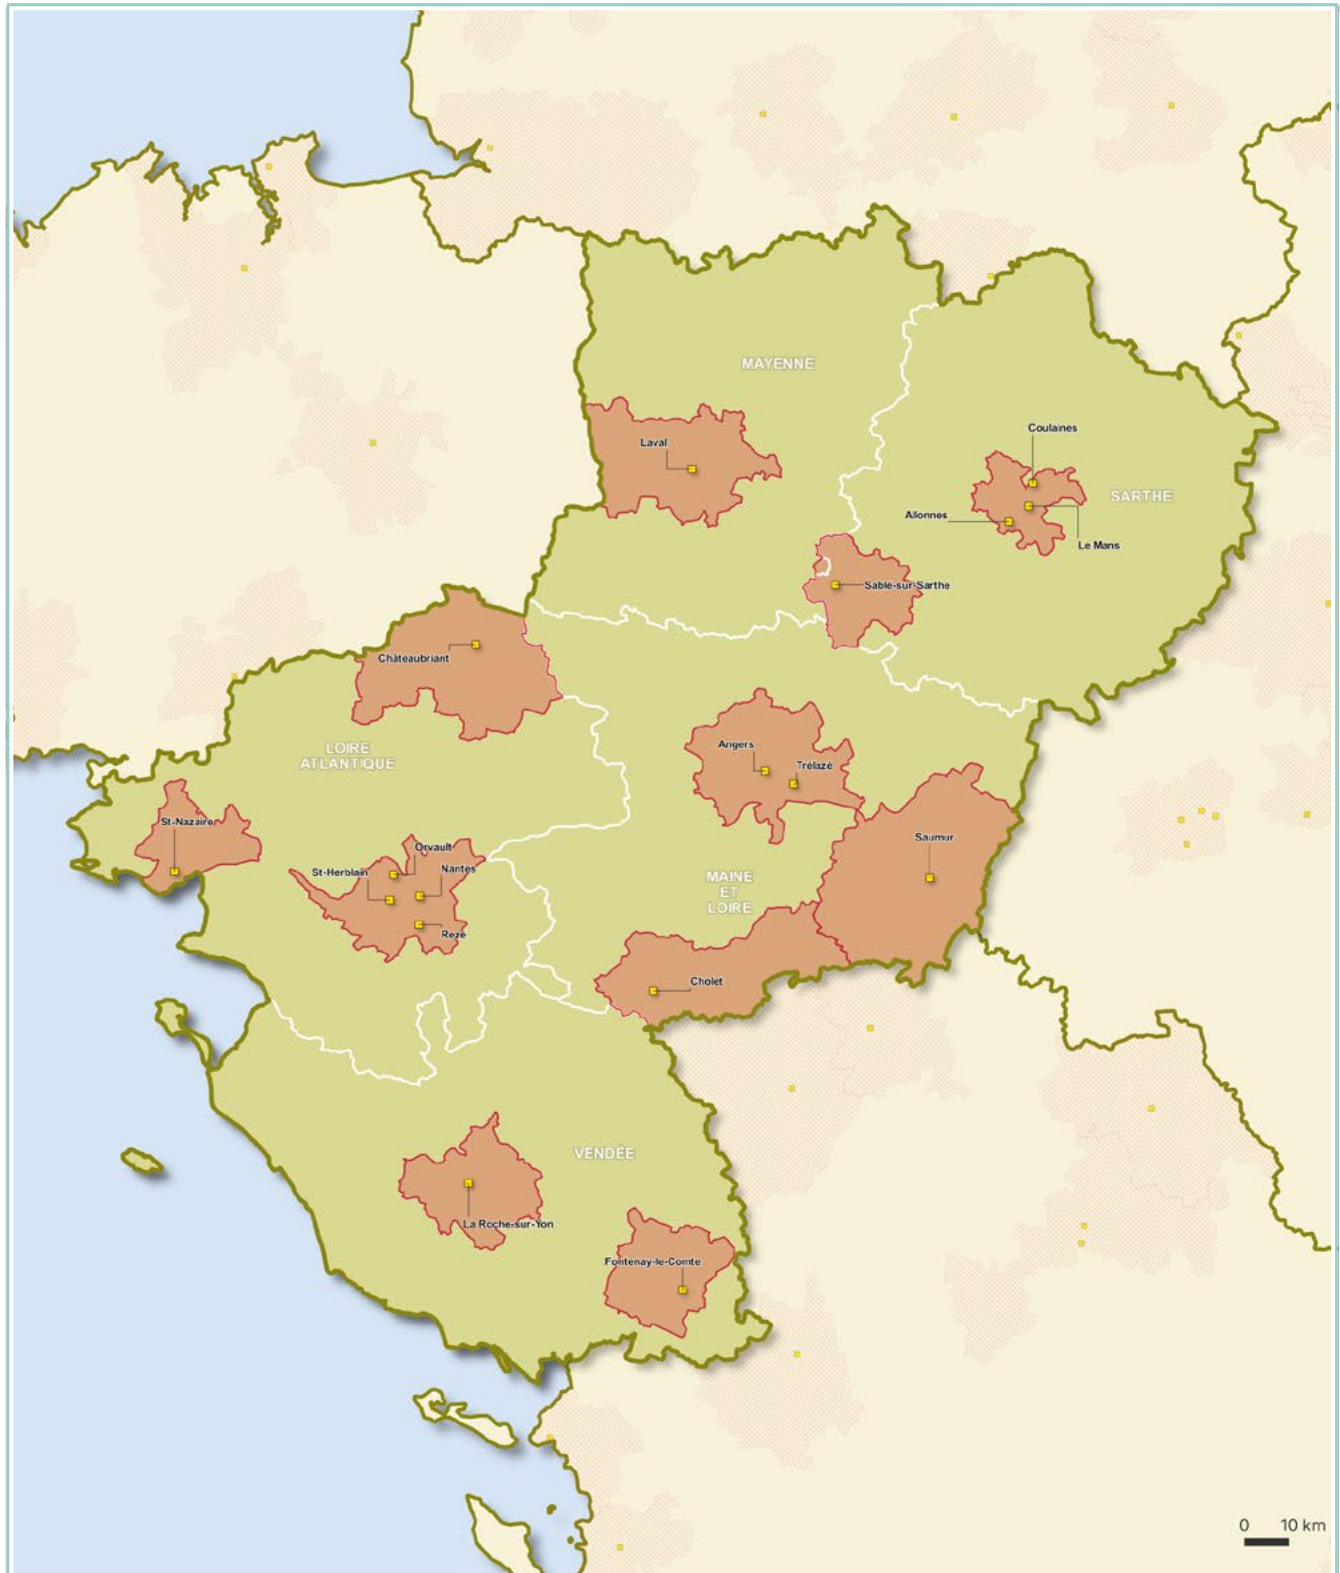 MAYENNE
Coulaines
Laval
SARTHE
Allonnes
Le Mans
Sablé-sur-Sarthe
Châteaubriant
LOIRE
ATLANTIQUE
Angers
Trélazé
St-Nazaire
Saumur
Orvault
St-Herblain
Nantes
MAINE
ET
LOIRE
Rezé
Cholet
VENDÉE
La Roche-sur-Yon
Fontenay-le-Comte
0 10 km